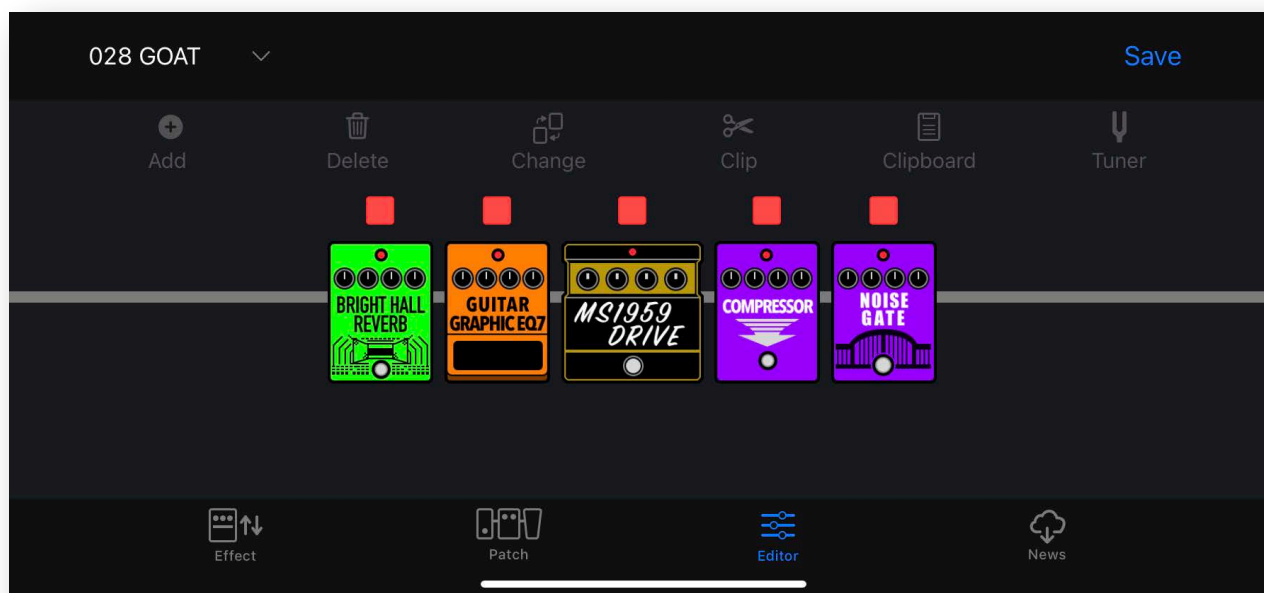 028 GOAT
Save
Add
Delete
Change
Clip
Clipboard
Tuner
BRIGHT HALL
REVERB
GUITAR
GRAPHIC EQ7
MS1959
DRIVE
COMPRESSOR
NOISE
GATE
Effect
Patch
Editor
News